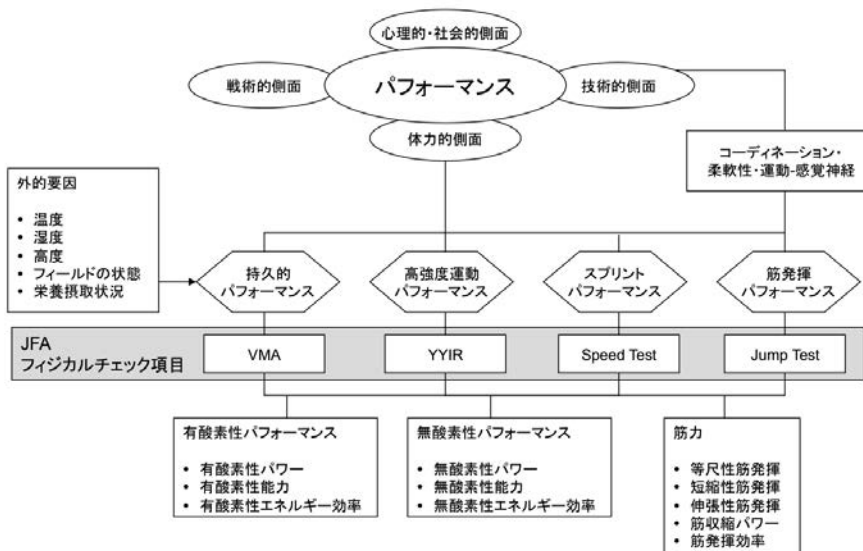 心理的・社会的側面
戦術的側面
パフォーマンス
技術的側面
体力的側面
コーディネーション・
柔軟性・運動-感覚神経
外的要因
• 温度
• 湿度
• 高度
• フィールドの状態
• 栄養摂取状況
持久的
パフォーマンス
高強度運動
パフォーマンス
スプリント
パフォーマンス
筋発揮
パフォーマンス
JFA
フィジカルチェック項目
VMA
YYIR
Speed Test
Jump Test
有酸素性パフォーマンス
• 有酸素性パワー
• 有酸素性能力
• 有酸素性エネルギー効率
無酸素性パフォーマンス
• 無酸素性パワー
• 無酸素性能力
• 無酸素性エネルギー効率
筋力
• 等尺性筋発揮
• 短縮性筋発揮
• 伸張性筋発揮
• 筋収縮パワー
• 筋発揮効率